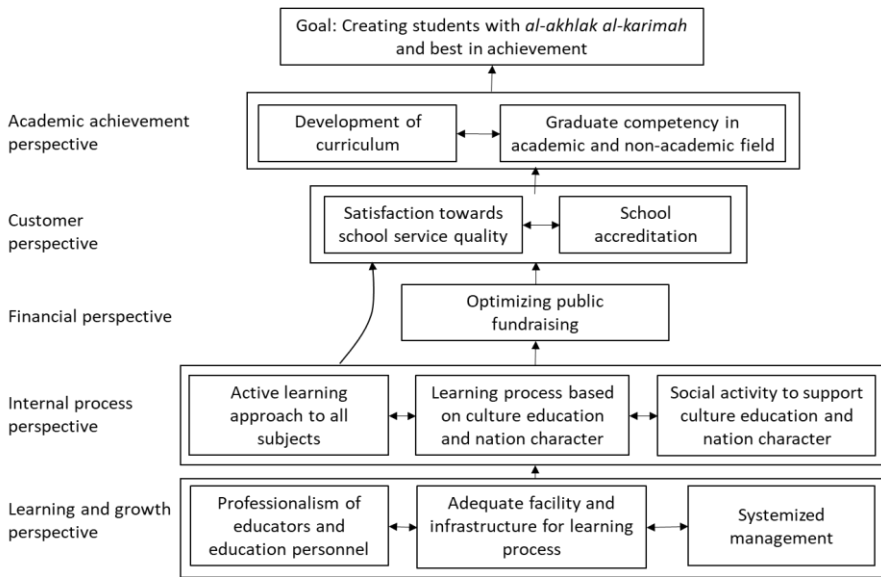 Goal: Creating students with al-akhlak al-karimah
and best in achievement
Academic achievement
perspective
Development of
curriculum
Graduate competency in
academic and non-academic field
Customer
perspective
Satisfaction towards
school service quality
School
accreditation
Financial perspective
Optimizing public
fundraising
Internal process
perspective
Active learning
approach to all
subjects
Learning process based
on culture education
and nation character
Social activity to support
culture education and
nation character
Learning and growth
perspective
Professionalism of
educators and
education personnel
Adequate facility and
infrastructure for learning
process
Systemized
management